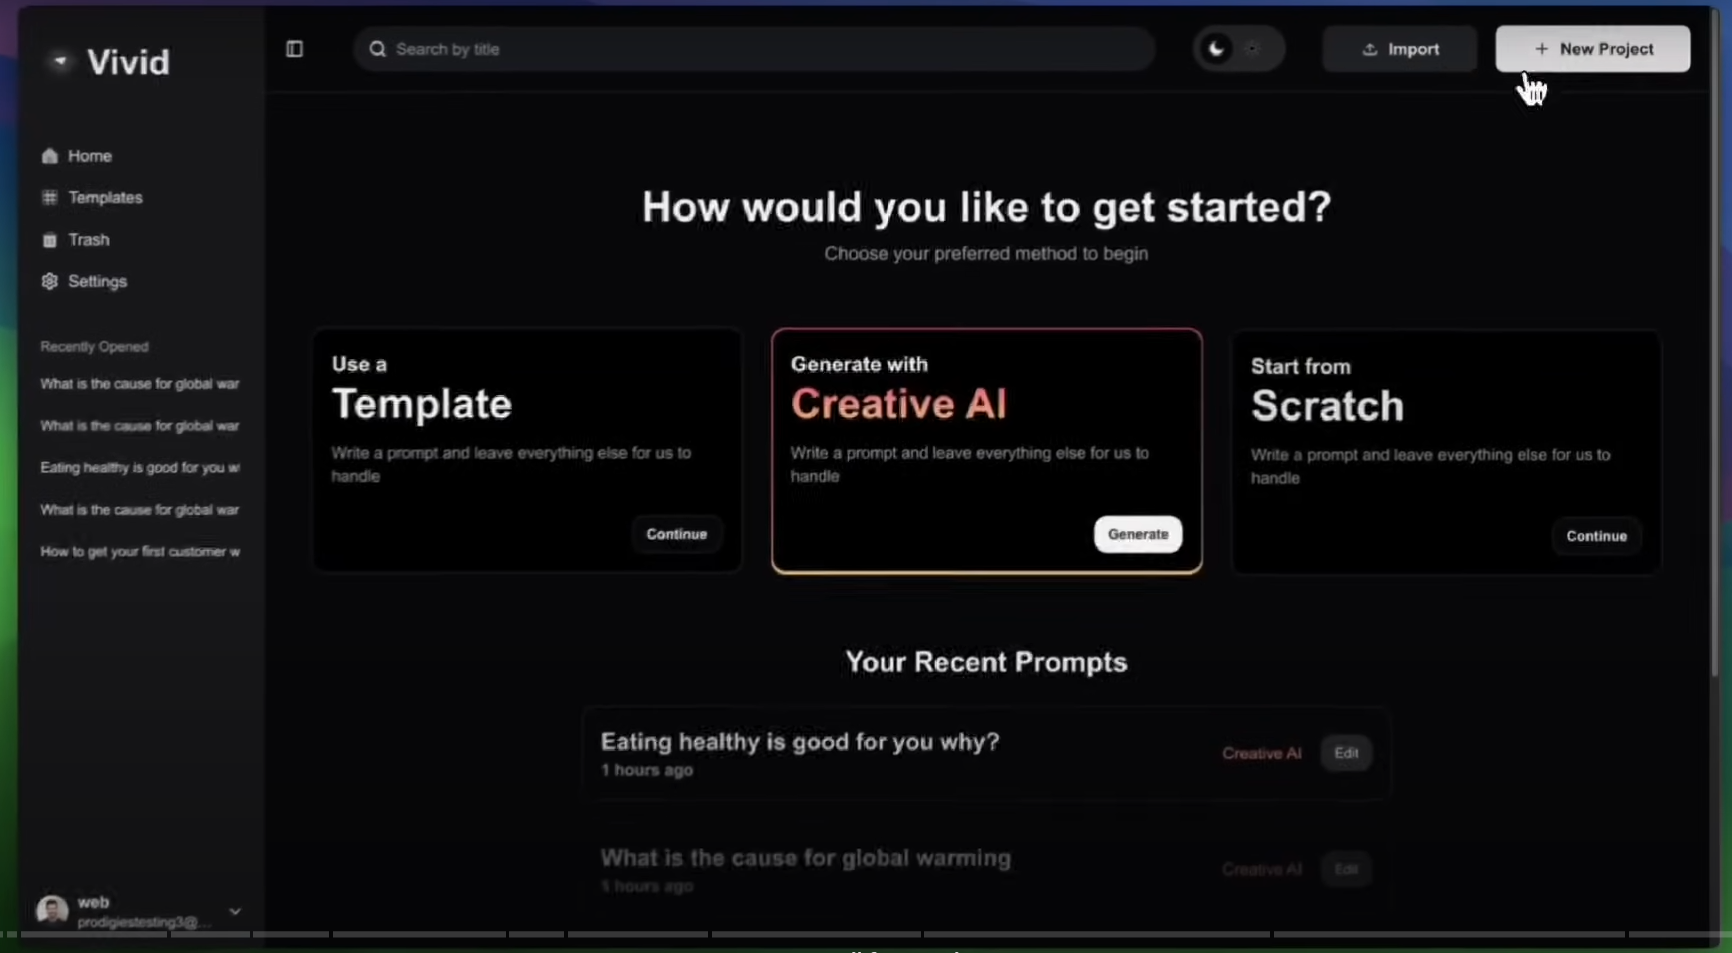 Vivid
Search by title
Import
+ New Project
Home
Templates
Trash
Settings
Recently Opened
What is the cause for global war
What is the cause for global war
Eating healthy is good for you w
What is the cause for global war
How to get your first customer w
How would you like to get started?
Choose your preferred method to begin
Use a
Template
Write a prompt and leave everything else for us to
handle
Continue
Generate with
Creative AI
Write a prompt and leave everything else for us to
handle
Generate
Start from
Scratch
Write a prompt and leave everything else for us to
handle
Continue
Your Recent Prompts
Eating healthy is good for you why?
1 hours ago
Creative AI
Edit
What is the cause for global warming
hours ago
Creative AI
Edit
web
prodigiestesting3@...